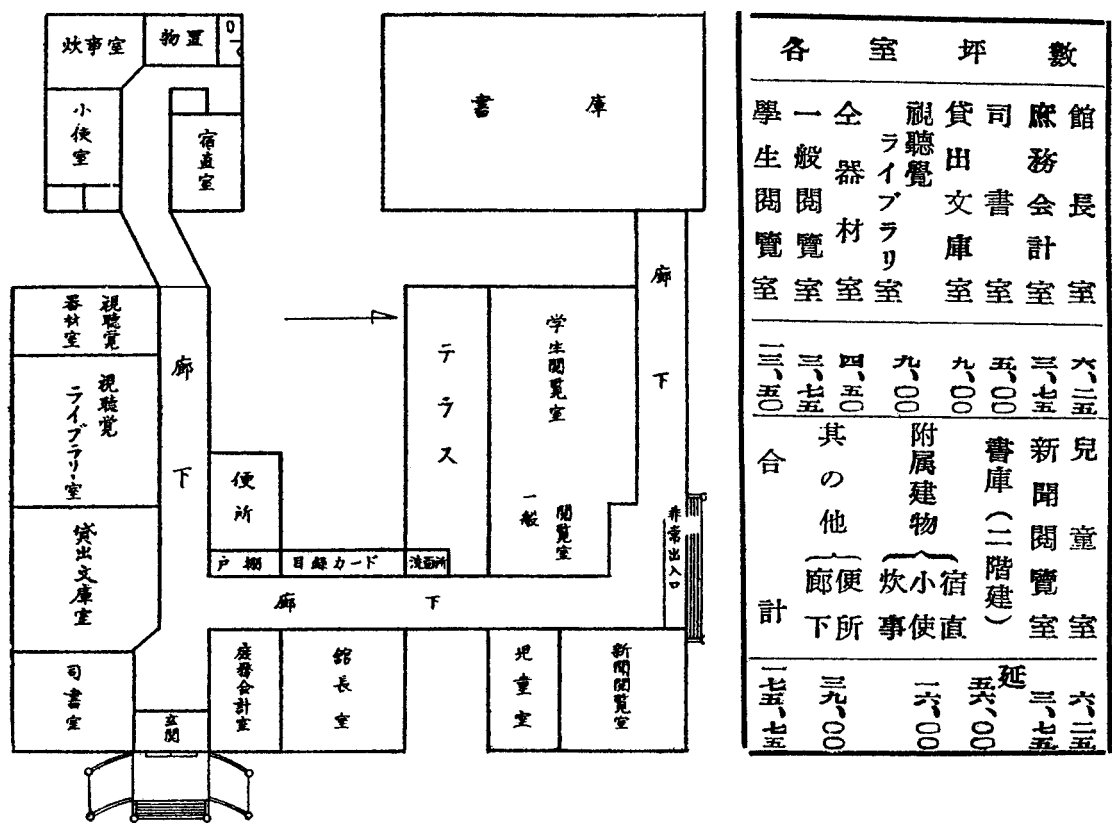 炊事室
物置
小使室
宿直室
書庫
廊下
視聴覚
器材室
視聴覚
ライブラリー室
廊下
テラス
学生閲覧室
便所
一般
閲覧室
非常出入口
貸出文庫室
戸棚
目録カード
洗面所
廊下
司書室
玄関
庶務会計室
館長室
児童室
新聞閲覧室
各室坪數
館長室 六、二五
庶務会計室 三、七五
司書室 五、〇〇
貸出文庫室 九、〇〇
視聽覺ライブラリ室 九、〇〇
仝器材室 四、五〇
一般閲覽室 三、七五
學生閲覽室 一三、五〇
兒童室 六、二五
新聞閲覽室 三、七五
書庫(二階建) 延 五六、〇〇
附属建物{宿直 小使 炊事 一六、〇〇
其の他{便所 廊下 三九、〇〇
合計 一七五、七五